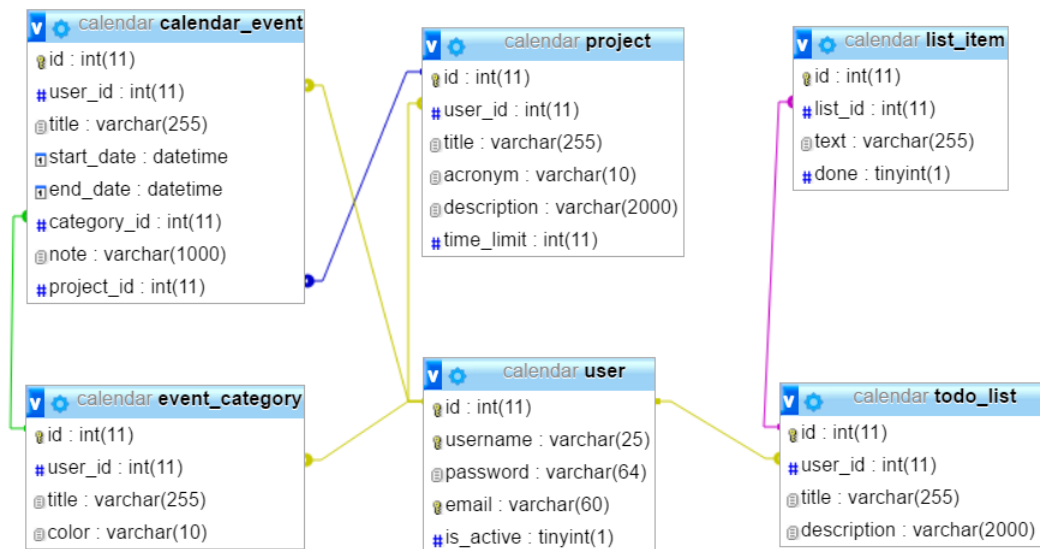 calendar calendar_event
id : int(11)
user_id : int(11)
title : varchar(255)
start_date : datetime
end_date : datetime
category_id : int(11)
note : varchar(1000)
project_id : int(11)
calendar project
id : int(11)
user_id : int(11)
title : varchar(255)
acronym : varchar(10)
description : varchar(2000)
time_limit : int(11)
calendar list_item
id : int(11)
list_id : int(11)
text : varchar(255)
done : tinyint(1)
calendar event_category
id : int(11)
user_id : int(11)
title : varchar(255)
color : varchar(10)
calendar user
id : int(11)
username : varchar(25)
password : varchar(64)
email : varchar(60)
is_active : tinyint(1)
calendar todo_list
id : int(11)
user_id : int(11)
title : varchar(255)
description : varchar(2000)